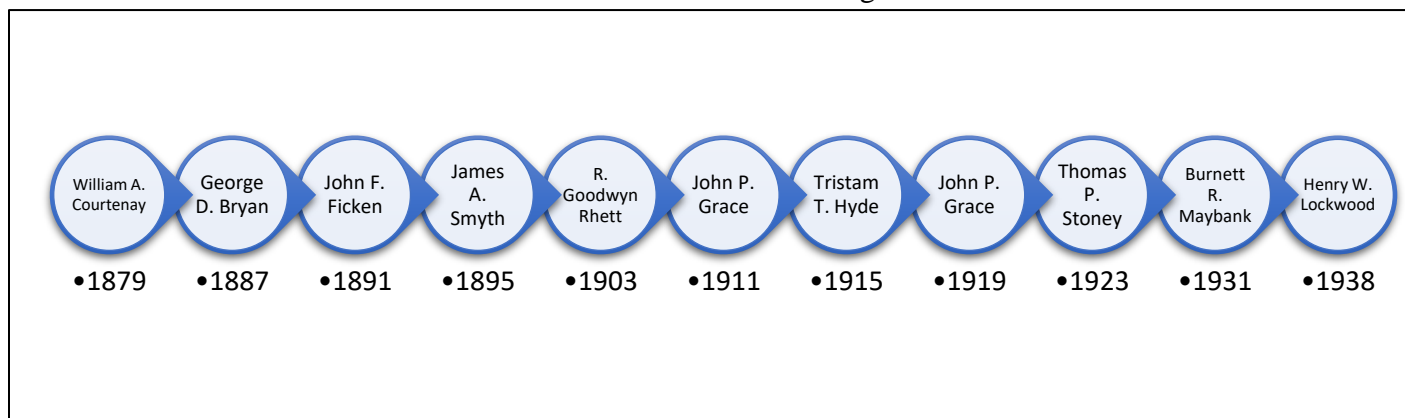 William A.
Courtenay
George
D. Bryan
John F.
Ficken
James
A.
Smyth
R.
Goodwyn
Rhett
John P.
Grace
Tristam
T. Hyde
John P.
Grace
Thomas
P.
Stoney
Burnett
R.
Maybank
Henry W.
Lockwood
•1879
•1887
•1891
•1895
•1903
•1911
•1915
•1919
•1923
•1931
•1938